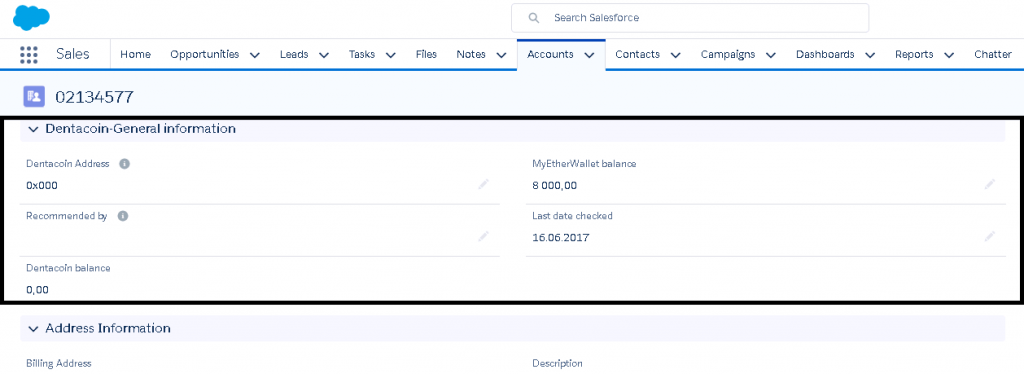 Search Salesforce
Sales Home Opportunities Leads Tasks Files Notes Accounts Contacts Campaigns Dashboards Reports Chatter
02134577
Dentacoin-General information
Dentacoin Address MyEtherWallet balance
0x000 8 000,00
Recommended by Last date checked
16.06.2017
Dentacoin balance
0,00
Address Information
Billing Address Description